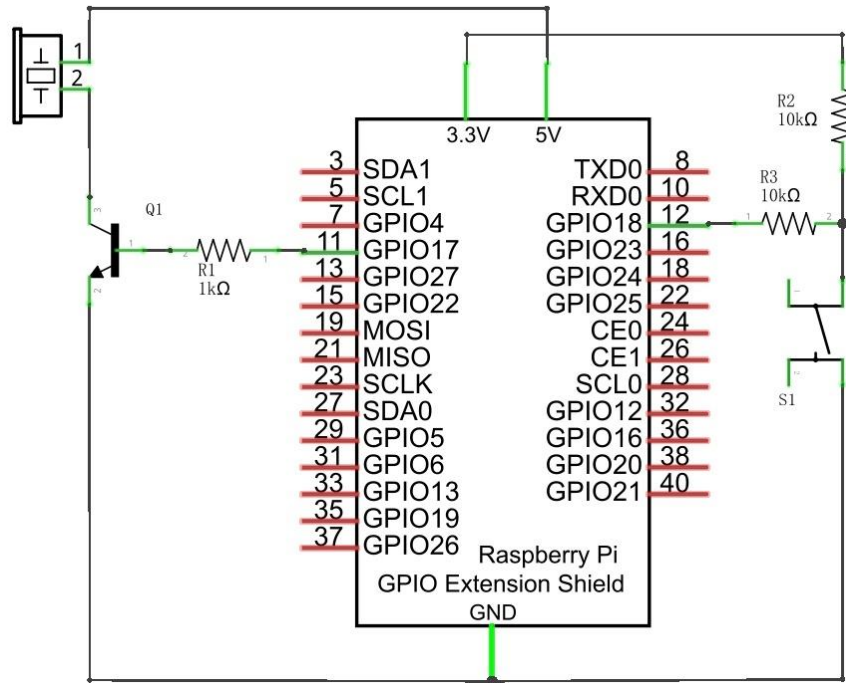 1
2
3.3V 5V
R2
10kΩ
R3
10kΩ
Q1
R1
1kΩ
3
1
2
2
1
1
2
1
2
S1
3 SDA1 TXD0 8
5 SCL1 RXD0 10
7 GPIO4 GPIO18 12
11 GPIO17 GPIO23 16
13 GPIO27 GPIO24 18
15 GPIO22 GPIO25 22
19 MOSI CE0 24
21 MISO CE1 26
23 SCLK SCL0 28
27 SDA0 GPIO12 32
29 GPIO5 GPIO16 36
31 GPIO6 GPIO20 38
33 GPIO13 GPIO21 40
35 GPIO19
37 GPIO26
Raspberry Pi
GPIO Extension Shield
GND